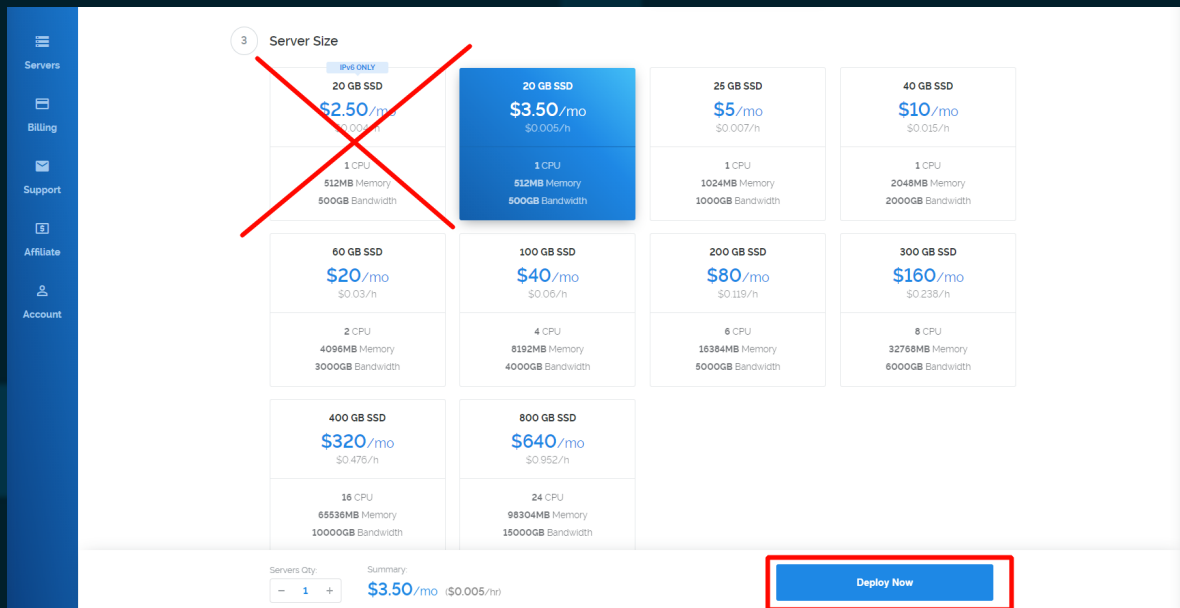 Servers
Billing
Support
Affiliate
Account
3 Server Size
IPv6 ONLY
20 GB SSD
$2.50/mo
$0.004/h
1 CPU
512MB Memory
500GB Bandwidth
20 GB SSD
$3.50/mo
$0.005/h
1 CPU
512MB Memory
500GB Bandwidth
25 GB SSD
$5/mo
$0.007/h
1 CPU
1024MB Memory
1000GB Bandwidth
40 GB SSD
$10/mo
$0.015/h
1 CPU
2048MB Memory
2000GB Bandwidth
60 GB SSD
$20/mo
$0.03/h
2 CPU
4096MB Memory
3000GB Bandwidth
100 GB SSD
$40/mo
$0.06/h
4 CPU
8192MB Memory
4000GB Bandwidth
200 GB SSD
$80/mo
$0.119/h
6 CPU
16384MB Memory
5000GB Bandwidth
300 GB SSD
$160/mo
$0.238/h
8 CPU
32768MB Memory
6000GB Bandwidth
400 GB SSD
$320/mo
$0.476/h
16 CPU
65536MB Memory
10000GB Bandwidth
800 GB SSD
$640/mo
$0.952/h
24 CPU
98304MB Memory
15000GB Bandwidth
Servers Qty:
− 1 +
Summary:
$3.50/mo ($0.005/hr)
Deploy Now